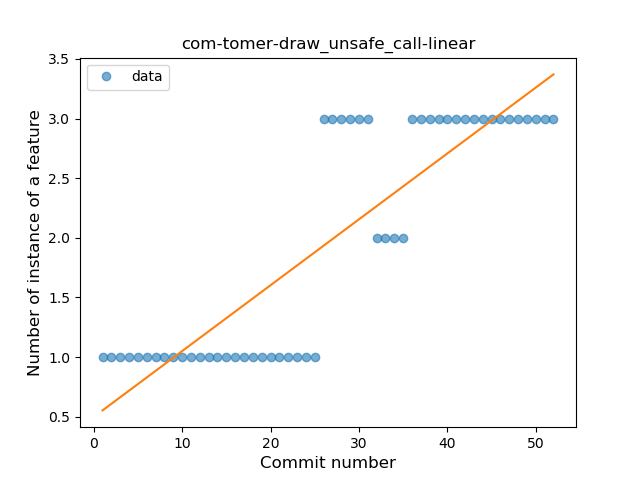 com-tomer-draw_unsafe_call-linear
data
Number of instance of a feature
3.5
3.0
2.5
2.0
1.5
1.0
0.5
0 10 20 30 40 50
Commit number